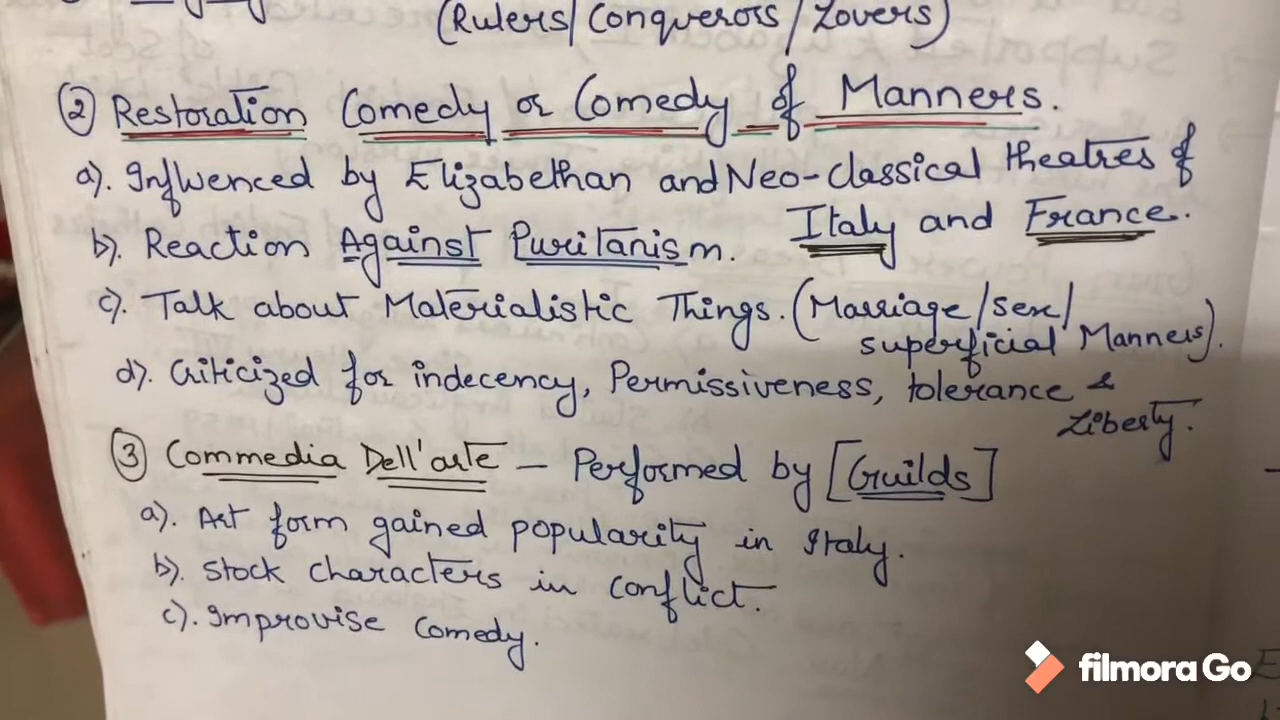 (Rulers/Conquerors/Lovers)
② Restoration Comedy or Comedy of Manners.
a). Influenced by Elizabethan and Neo-classical theatres of
Italy and France.
b). Reaction Against Puritanism.
c). Talk about Materialistic Things. (Marriage/sex/
superficial Manners).
d). Criticized for indecency, Permissiveness, tolerance &
Liberty.
③ Commedia Dell'arte – Performed by [Guilds]
a). Art form gained popularity in Italy.
b). Stock characters in conflict.
c). Improvise Comedy.
filmora Go